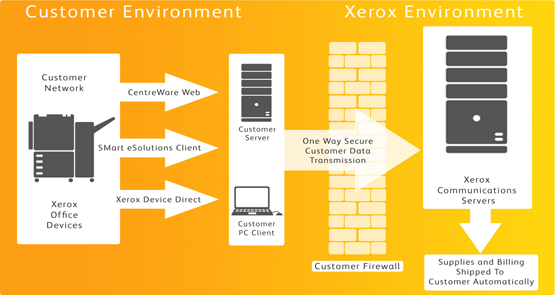 Customer Environment
Xerox Environment
Customer
Network
Xerox
Office
Devices
CentreWare Web
SMart eSolutions Client
Xerox Device Direct
Customer
Server
Customer
PC Client
One Way Secure
Customer Data
Transmission
Customer Firewall
Xerox
Communications
Servers
Supplies and Billing
Shipped To
Customer Automatically